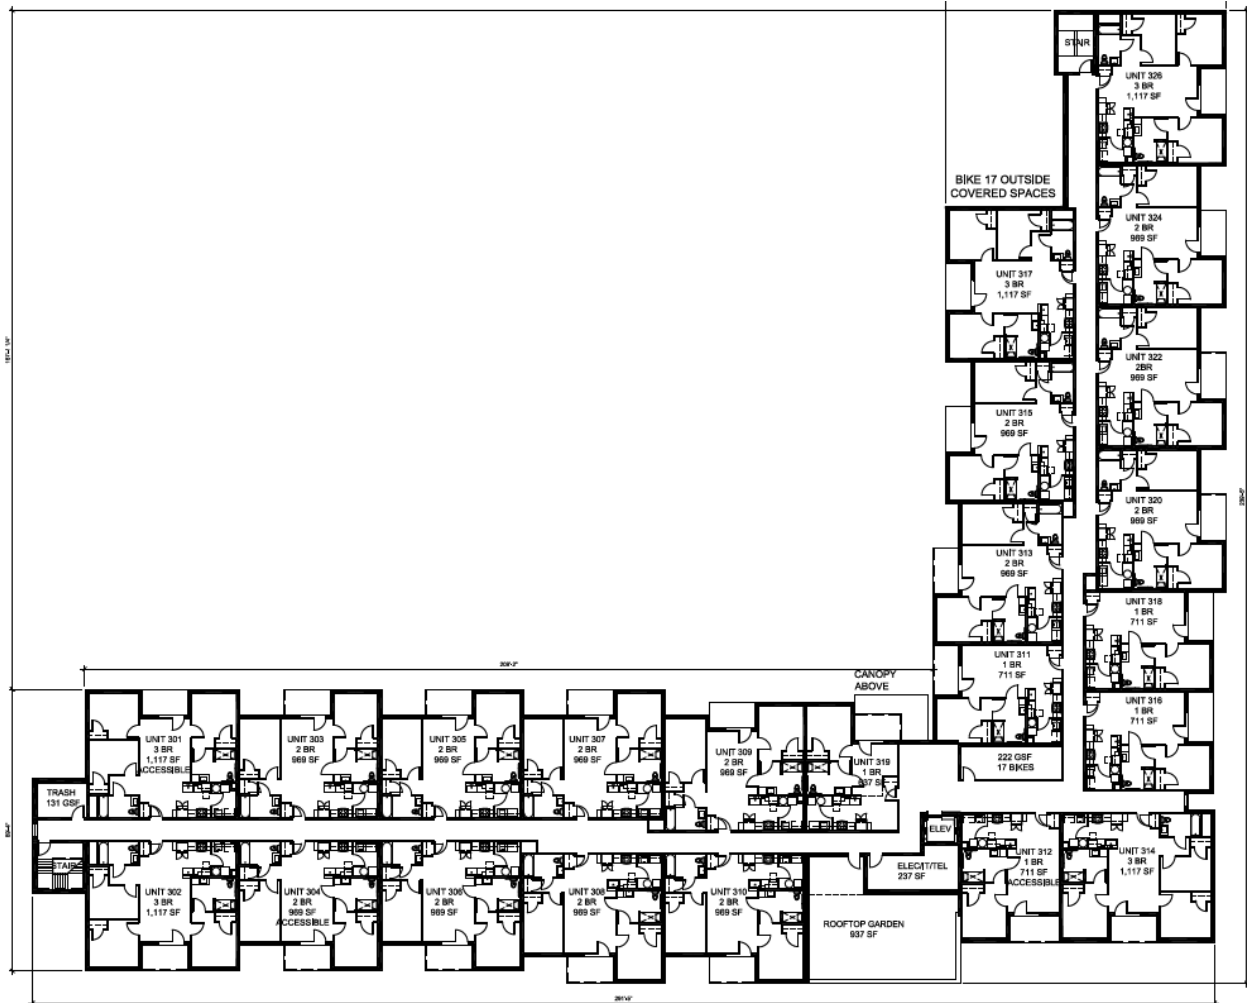 STAIR
UNIT 326
3 BR
1,117 SF
BIKE 17 OUTSIDE
COVERED SPACES
UNIT 324
2 BR
969 SF
UNIT 317
3 BR
1,117 SF
UNIT 322
2BR
969 SF
UNIT 315
2 BR
969 SF
UNIT 320
2 BR
969 SF
UNIT 313
2 BR
969 SF
UNIT 318
1 BR
711 SF
UNIT 311
1 BR
711 SF
CANOPY
ABOVE
UNIT 316
1 BR
711 SF
UNIT 301
3 BR
1,117 SF
ACCESSIBLE
UNIT 303
2 BR
969 SF
UNIT 305
2 BR
969 SF
UNIT 307
2 BR
969 SF
UNIT 309
2 BR
969 SF
UNIT 319
1 BR
222 GSF
17 BIKES
TRASH
131 GSF
ELEV
STAIR
UNIT 302
3 BR
1,117 SF
UNIT 304
2 BR
969 SF
ACCESSIBLE
UNIT 306
2 BR
969 SF
UNIT 308
2 BR
969 SF
UNIT 310
2 BR
969 SF
ELEC/IT/TEL
237 SF
UNIT 312
1 BR
711 SF
ACCESSIBLE
UNIT 314
3 BR
1,117 SF
ROOFTOP GARDEN
937 SF